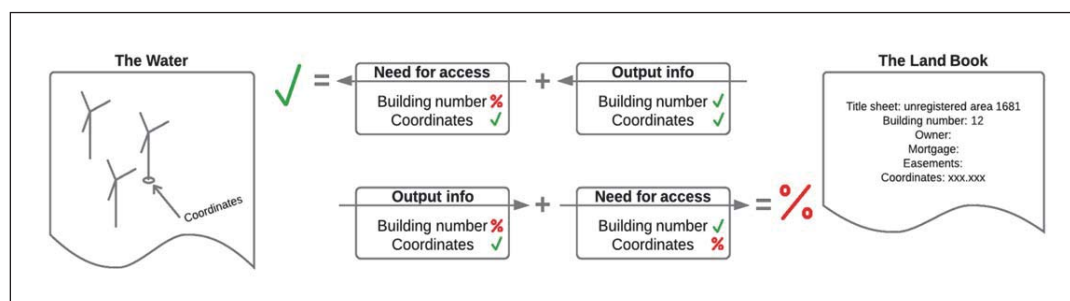 The Water
Coordinates
√ =
Need for access
Building number %
Coordinates √
+
Output info
Building number √
Coordinates √
Output info
Building number %
Coordinates √
+
Need for access
Building number √
Coordinates %
= %
The Land Book
Title sheet: unregistered area 1681
Building number: 12
Owner:
Mortgage:
Easements:
Coordinates: xxx.xxx